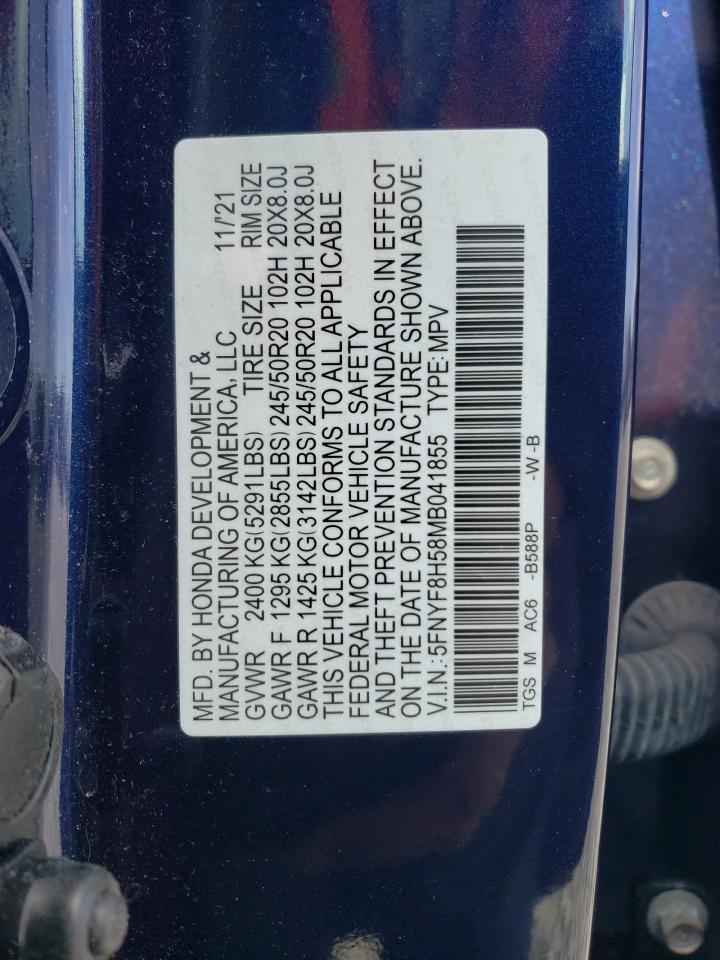 MFD. BY HONDA DEVELOPMENT &
MANUFACTURING OF AMERICA, LLC 11/'21
GVWR 2400 KG(5291LBS) TIRE SIZE RIM SIZE
GAWR F 1295 KG(2855LBS) 245/50R20 102H 20X8.0J
GAWR R 1425 KG(3142LBS) 245/50R20 102H 20X8.0J
THIS VEHICLE CONFORMS TO ALL APPLICABLE
FEDERAL MOTOR VEHICLE SAFETY
AND THEFT PREVENTION STANDARDS IN EFFECT
ON THE DATE OF MANUFACTURE SHOWN ABOVE.
V.I.N.:5FNYF8H58MB041855 TYPE:MPV
TGS M AC6 -B588P -W -B